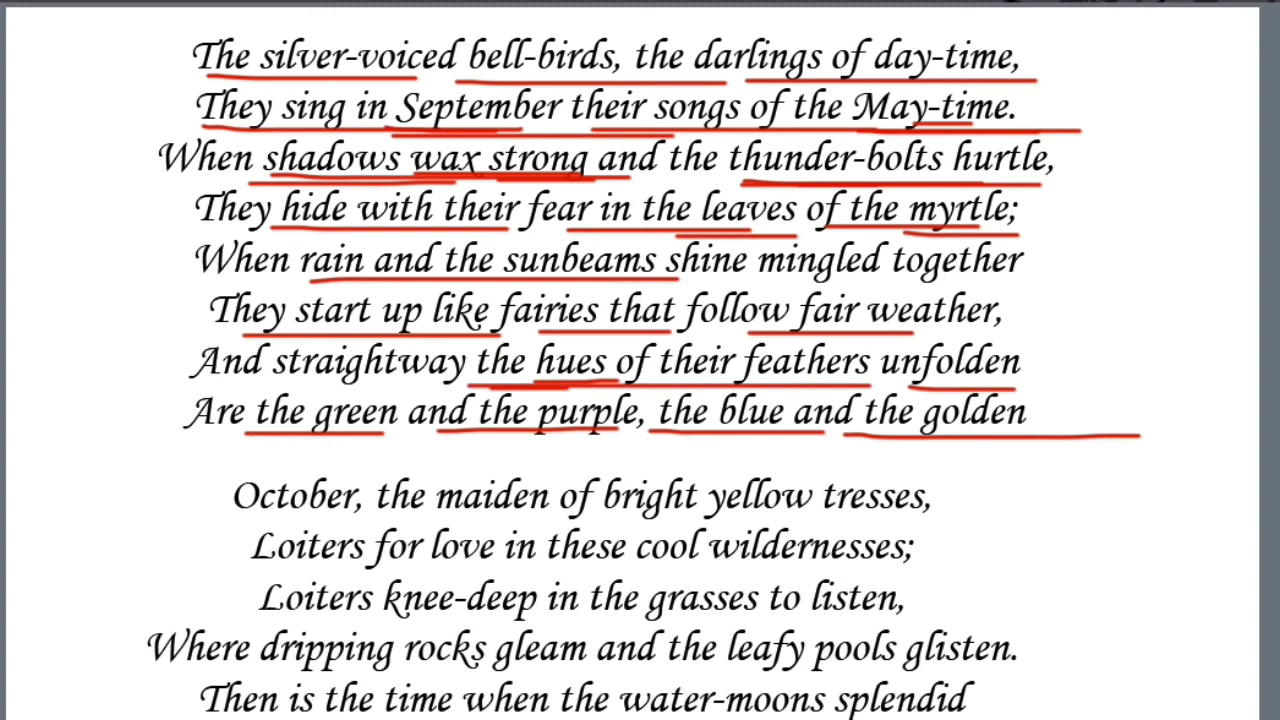 The silver-voiced bell-birds, the darlings of day-time,
They sing in September their songs of the May-time.
When shadows wax strong and the thunder-bolts hurtle,
They hide with their fear in the leaves of the myrtle;
When rain and the sunbeams shine mingled together
They start up like fairies that follow fair weather,
And straightway the hues of their feathers unfolden
Are the green and the purple, the blue and the golden
October, the maiden of bright yellow tresses,
Loiters for love in these cool wildernesses;
Loiters knee-deep in the grasses to listen,
Where dripping rocks gleam and the leafy pools glisten.
Then is the time when the water-moons splendid